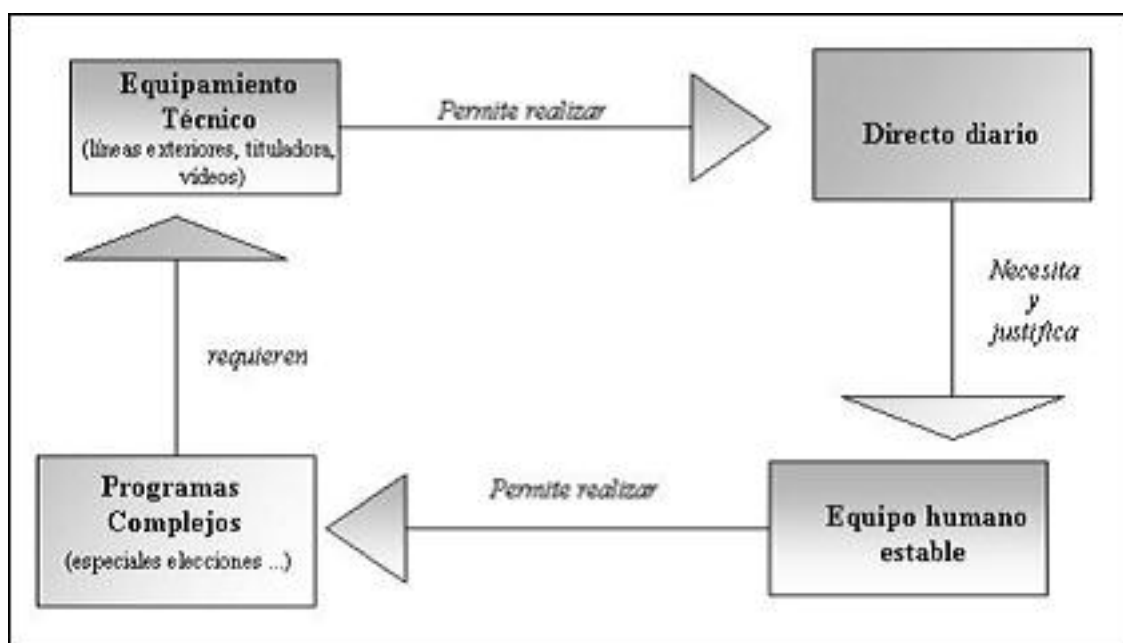 Equipamiento
Técnico
(líneas exteriores, tituladora,
vídeos)
Permite realizar
Directo diario
Necesita
y
justifica
requieren
Programas
Complejos
(especiales elecciones ...)
Permite realizar
Equipo humano
estable